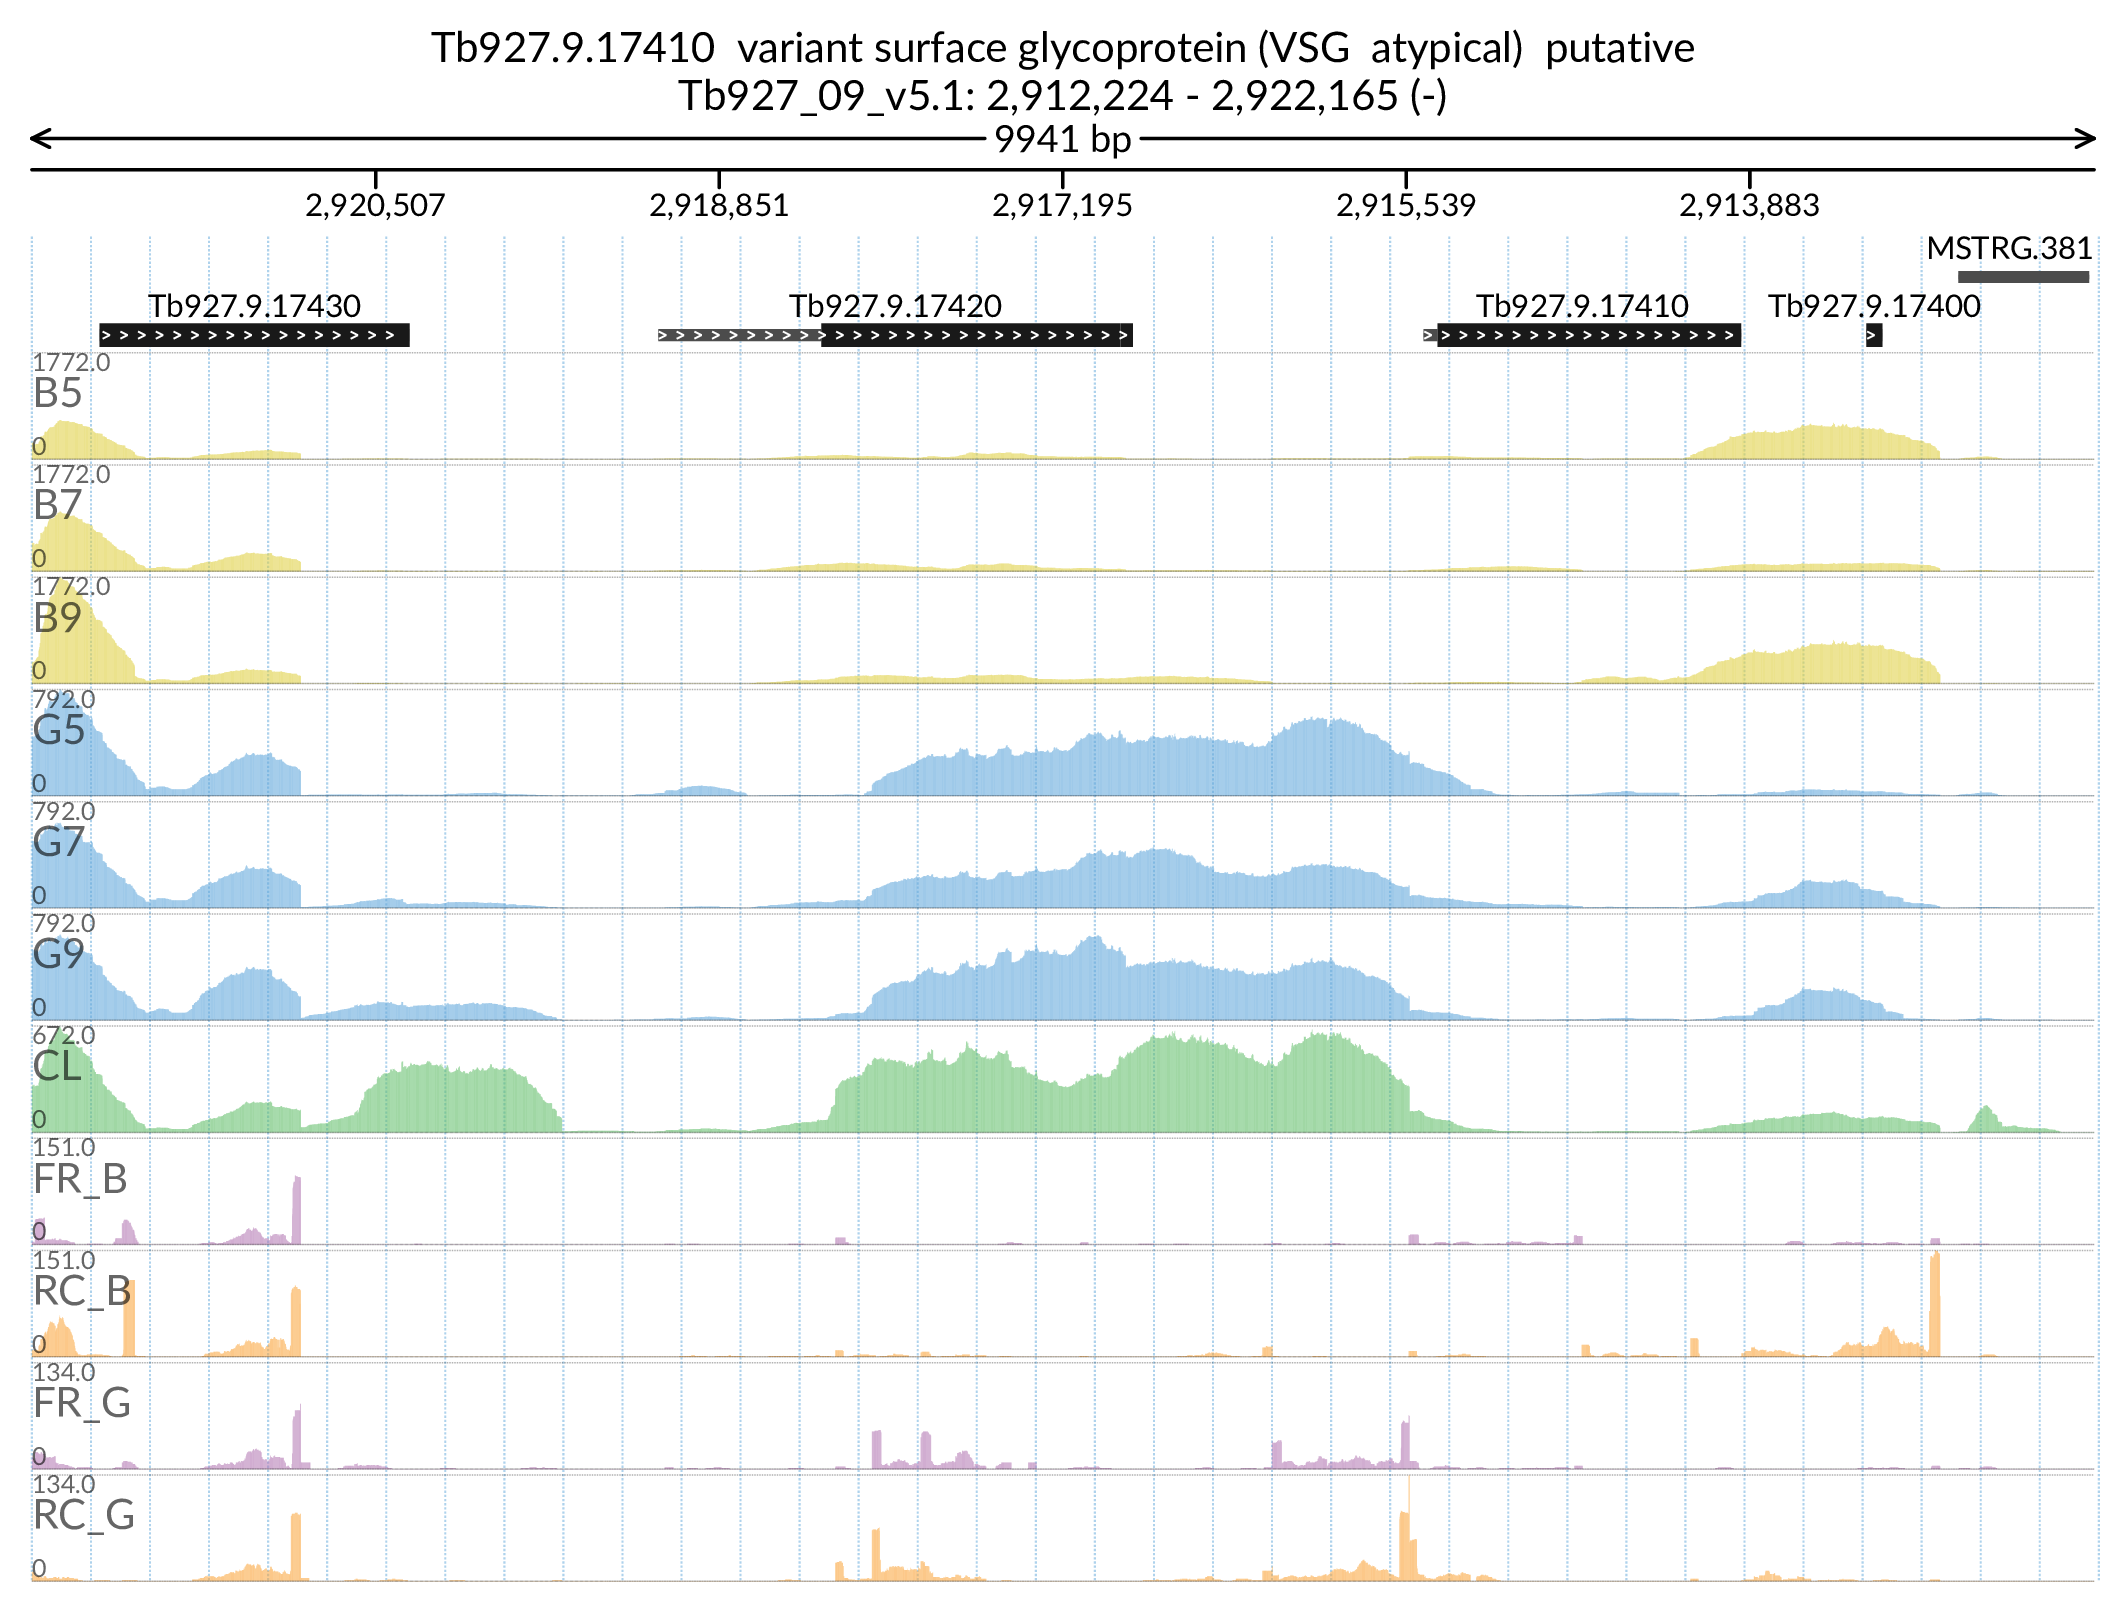 Tb927.9.17410  variant surface glycoprotein (VSG  atypical)  putative
Tb927_09_v5.1: 2,912,224 - 2,922,165 (-)
9941 bp
2,920,507 2,918,851 2,917,195 2,915,539 2,913,883
MSTRG.381
Tb927.9.17430 Tb927.9.17420 Tb927.9.17410 Tb927.9.17400
1772.0
B5
0
1772.0
B7
0
1772.0
B9
0
792.0
G5
0
792.0
G7
0
792.0
G9
0
672.0
CL
0
151.0
FR_B
0
151.0
RC_B
0
134.0
FR_G
0
134.0
RC_G
0